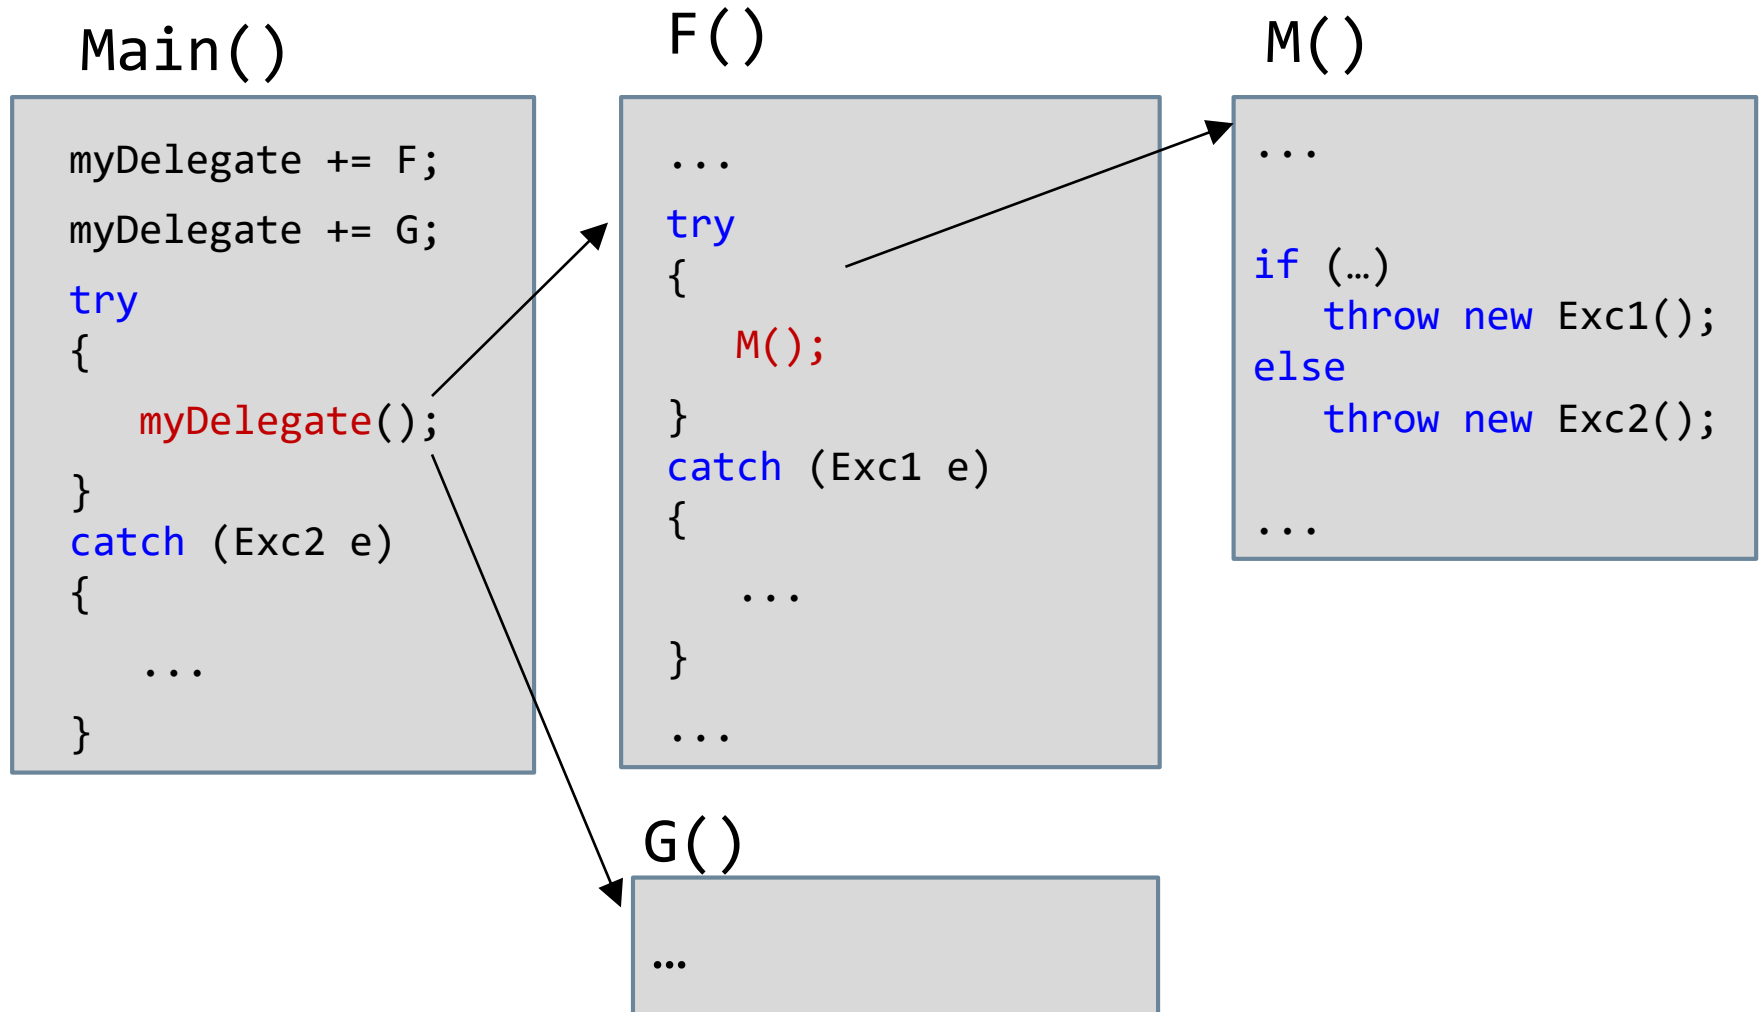 Main()
myDelegate += F;
myDelegate += G;
try
{
myDelegate();
}
catch (Exc2 e)
{
...
}
F()
...
try
{
M();
}
catch (Exc1 e)
{
...
}
...
M()
...
if (…)
throw new Exc1();
else
throw new Exc2();
...
G()
…